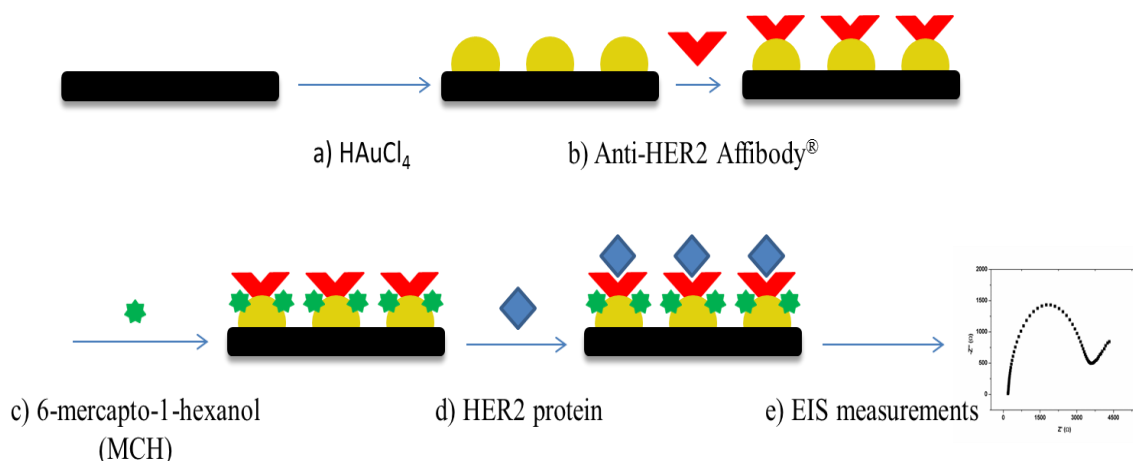 a) HAuCl₄
b) Anti-HER2 Affibody®
c) 6-mercapto-1-hexanol
(MCH)
d) HER2 protein
e) EIS measurements
2000
1500
1000
500
0
-Z'' (Ω)
0 1500 3000 4500
Z' (Ω)